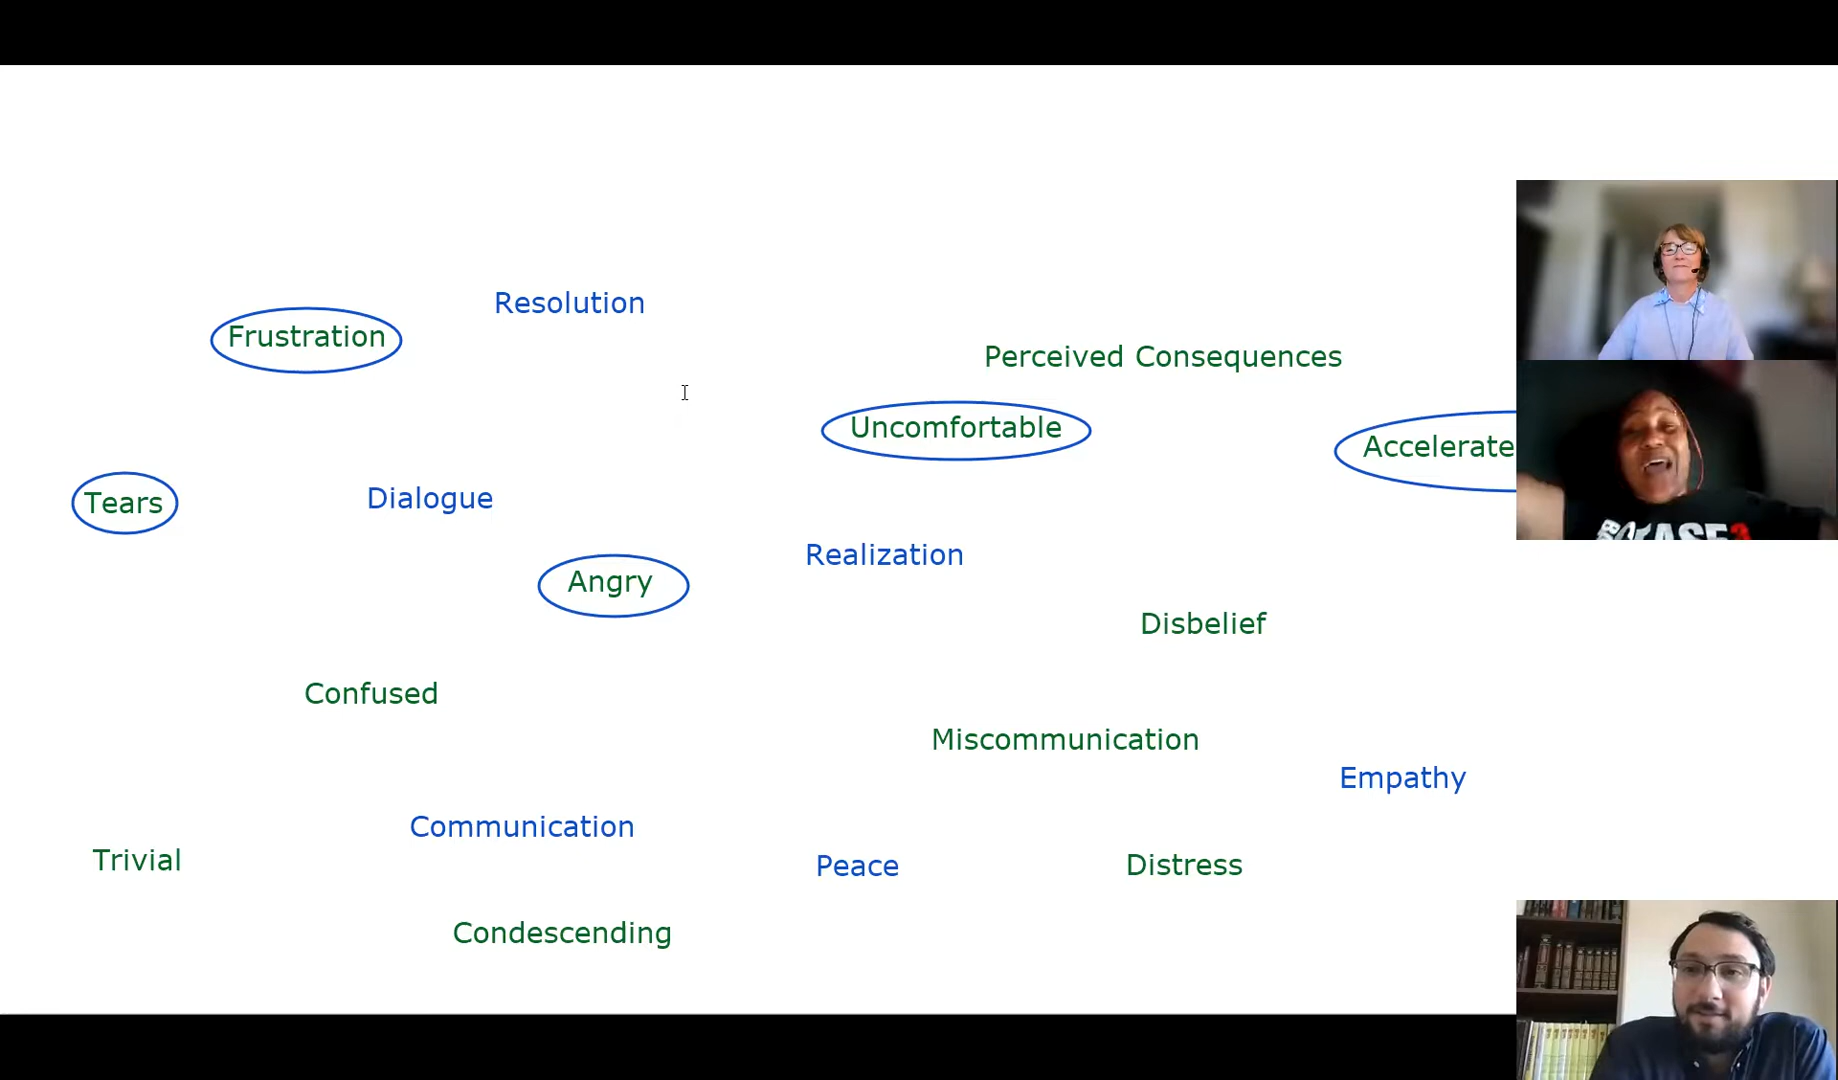 Resolution
Frustration
Perceived Consequences
Uncomfortable
Accelerate
Tears
Dialogue
Realization
Angry
Disbelief
Confused
Miscommunication
Empathy
Communication
Trivial
Peace
Distress
Condescending